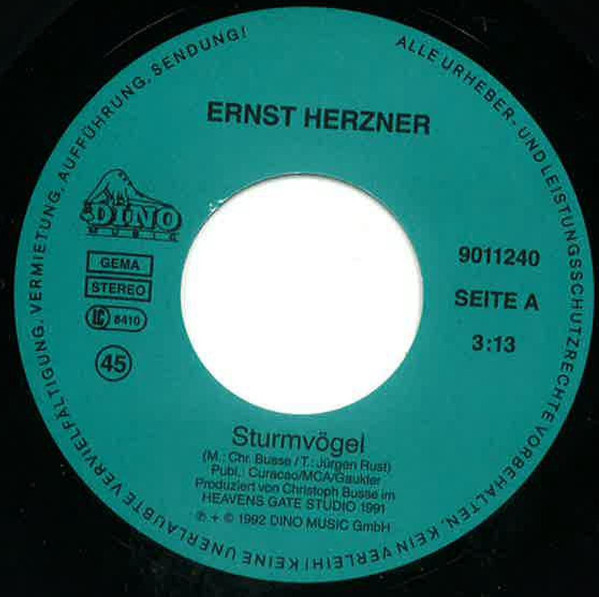 ALLE URHEBER- UND LEISTUNGSSCHUTZRECHTE VORBEHALTEN, KEIN VERLEIH! KEINE UNERLAUBTE VERVIELFÄLTIGUNG, VERMIETUNG, AUFFÜHRUNG, SENDUNG!
ERNST HERZNER
DINO
MUSIC
GEMA
STEREO
LC 8410
45
9011240
SEITE A
3:13
Sturmvögel
(M.: Chr. Busse / T.: Jürgen Rust)
Publ.: Curacao/MCA/Gaukler
Produziert von Christoph Busse im
HEAVENS GATE STUDIO 1991
℗ + © 1992 DINO MUSIC GmbH